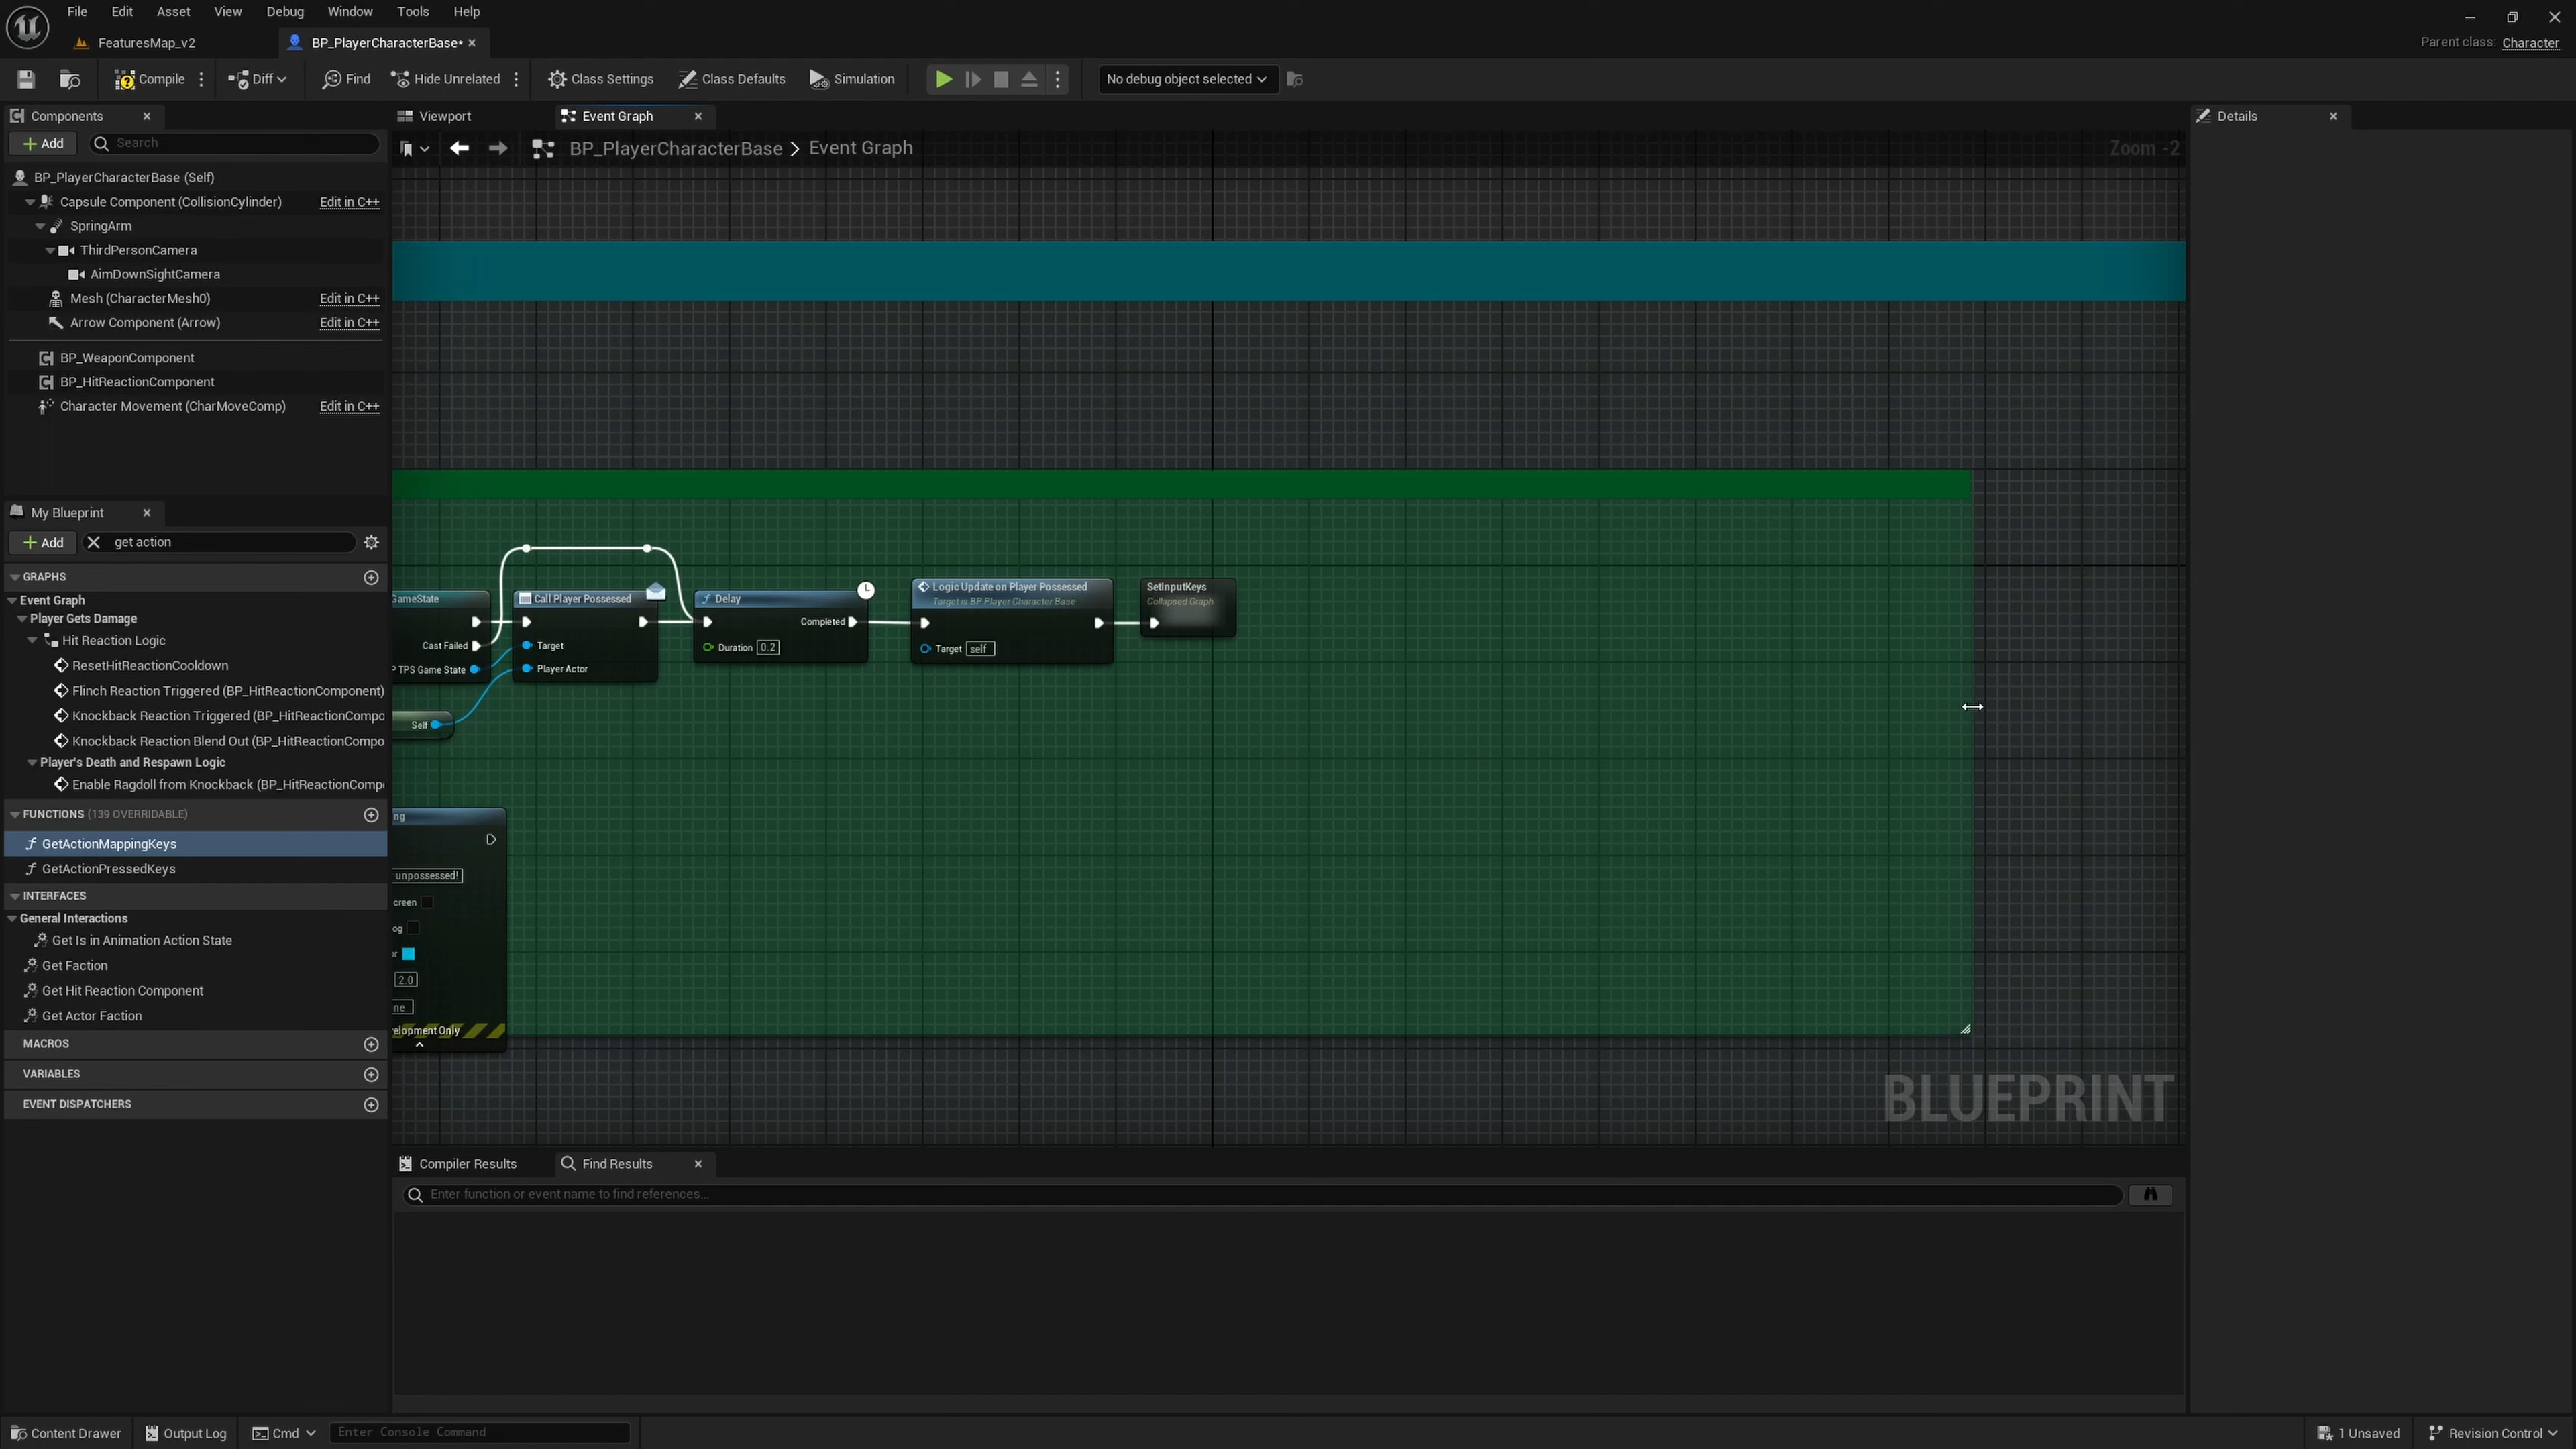 File Edit Asset View Debug Window Tools Help
FeaturesMap_v2
BP_PlayerCharacterBase*
Parent class: Character
Compile
Diff
Find
Hide Unrelated
Class Settings
Class Defaults
Simulation
No debug object selected
Components
Add
Search
BP_PlayerCharacterBase (Self)
Capsule Component (CollisionCylinder) Edit in C++
SpringArm
ThirdPersonCamera
AimDownSightCamera
Mesh (CharacterMesh0) Edit in C++
Arrow Component (Arrow) Edit in C++
BP_WeaponComponent
BP_HitReactionComponent
Character Movement (CharMoveComp) Edit in C++
My Blueprint
Add
get action
GRAPHS
Event Graph
Player Gets Damage
Hit Reaction Logic
ResetHitReactionCooldown
Flinch Reaction Triggered (BP_HitReactionComponent)
Knockback Reaction Triggered (BP_HitReactionCompo
Knockback Reaction Blend Out (BP_HitReactionCompo
Player's Death and Respawn Logic
Enable Ragdoll from Knockback (BP_HitReactionCompo
FUNCTIONS (139 OVERRIDABLE)
GetActionMappingKeys
GetActionPressedKeys
INTERFACES
General Interactions
Get Is in Animation Action State
Get Faction
Get Hit Reaction Component
Get Actor Faction
MACROS
VARIABLES
EVENT DISPATCHERS
Viewport
Event Graph
BP_PlayerCharacterBase > Event Graph
Zoom -2
GameState
Cast Failed
P TPS Game State
Self
Call Player Possessed
Target
Player Actor
Delay
Completed
Duration 0.2
Logic Update on Player Possessed
Target is BP Player Character Base
Target self
SetInputKeys
Collapsed Graph
ng
unpossessed!
creen
og
or
2.0
ne
elopment Only
BLUEPRINT
Compiler Results
Find Results
Enter function or event name to find references...
Details
Content Drawer
Output Log
Cmd
Enter Console Command
1 Unsaved
Revision Control